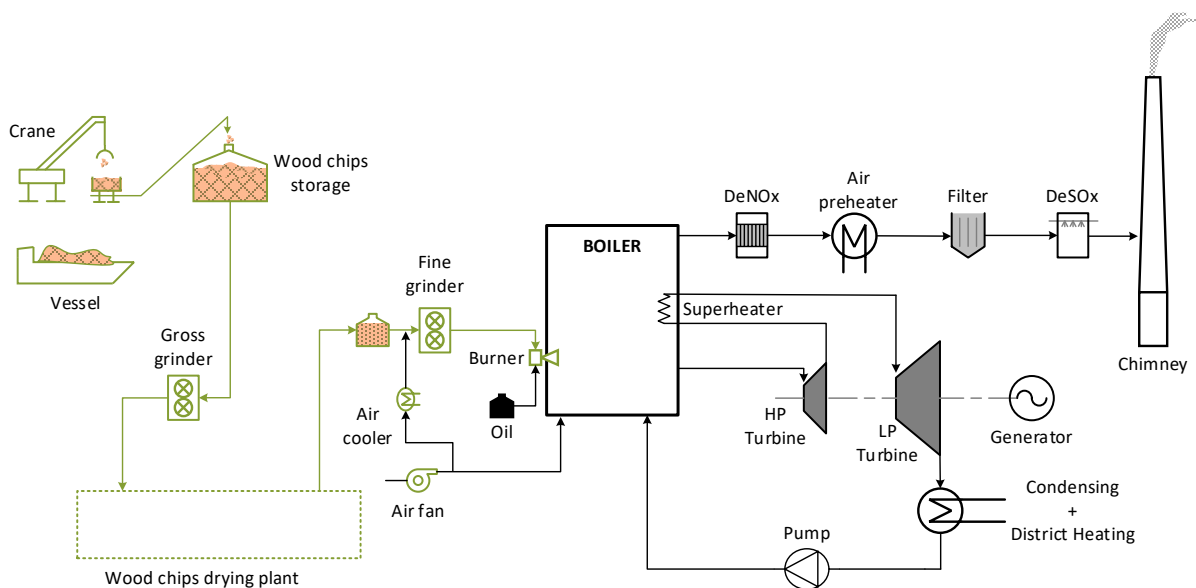 Crane
Wood chips
storage
Vessel
Gross
grinder
Wood chips drying plant
Fine
grinder
Burner
Oil
Air
cooler
Air fan
BOILER
Superheater
DeNOx
Air
preheater
Filter
DeSOx
Chimney
HP
Turbine
LP
Turbine
Generator
Condensing
+
District Heating
Pump